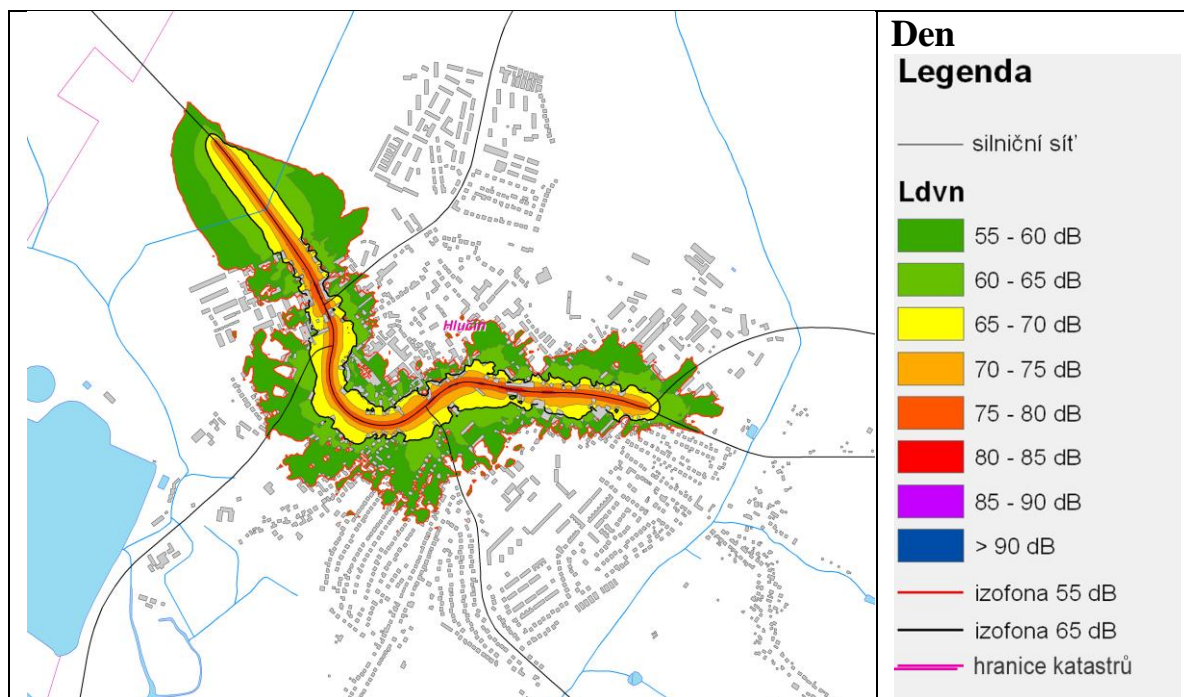 Hlučín
Den
Legenda
silniční síť
Ldvn
55 - 60 dB
60 - 65 dB
65 - 70 dB
70 - 75 dB
75 - 80 dB
80 - 85 dB
85 - 90 dB
> 90 dB
izofona 55 dB
izofona 65 dB
hranice katastrů